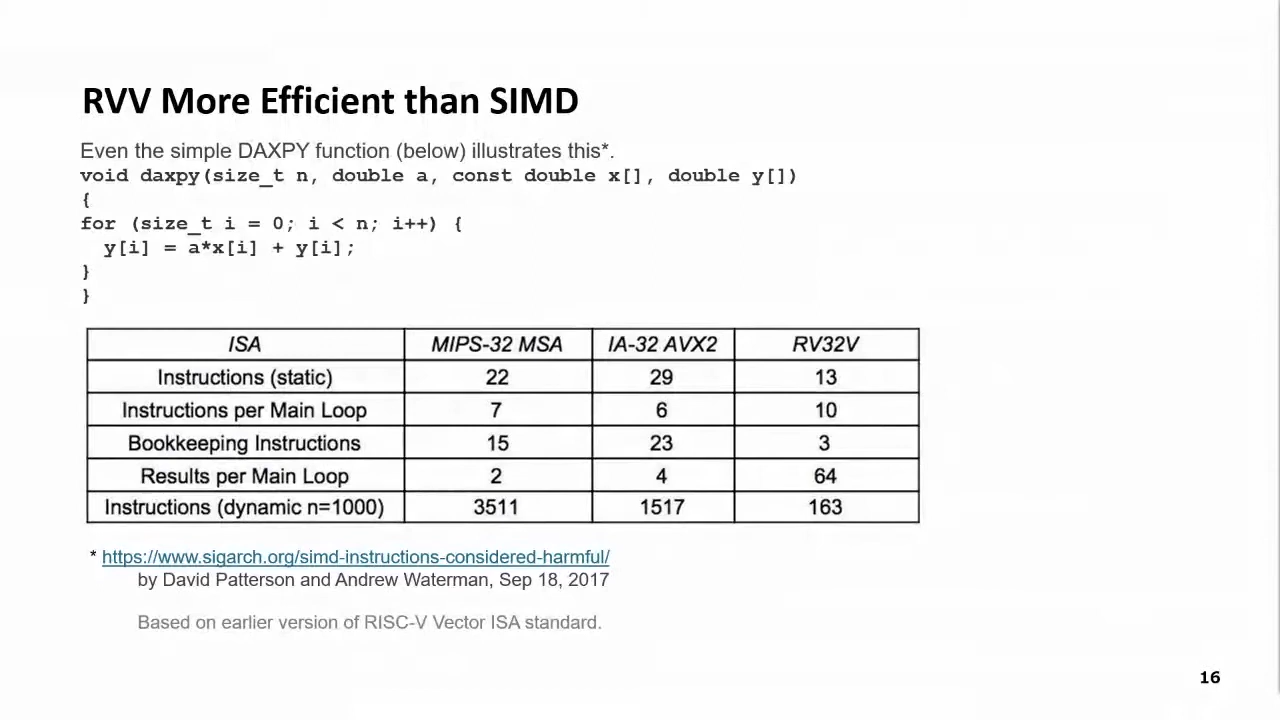 RVV More Efficient than SIMD
Even the simple DAXPY function (below) illustrates this*.
void daxpy(size_t n, double a, const double x[], double y[])
{
for (size_t i = 0; i < n; i++) {
y[i] = a*x[i] + y[i];
}
}
ISA MIPS-32 MSA IA-32 AVX2 RV32V
Instructions (static) 22 29 13
Instructions per Main Loop 7 6 10
Bookkeeping Instructions 15 23 3
Results per Main Loop 2 4 64
Instructions (dynamic n=1000) 3511 1517 163
* https://www.sigarch.org/simd-instructions-considered-harmful/
by David Patterson and Andrew Waterman, Sep 18, 2017
Based on earlier version of RISC-V Vector ISA standard.
16